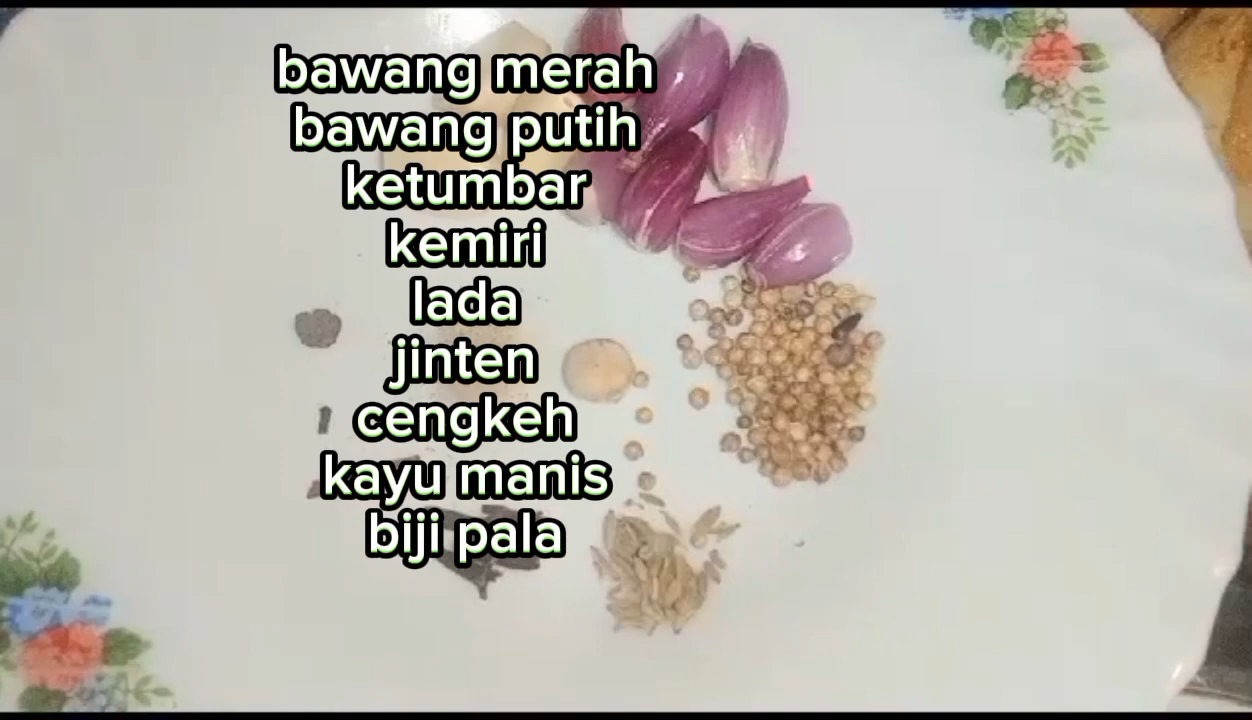 bawang merah
bawang putih
ketumbar
kemiri
lada
jinten
cengkeh
kayu manis
biji pala